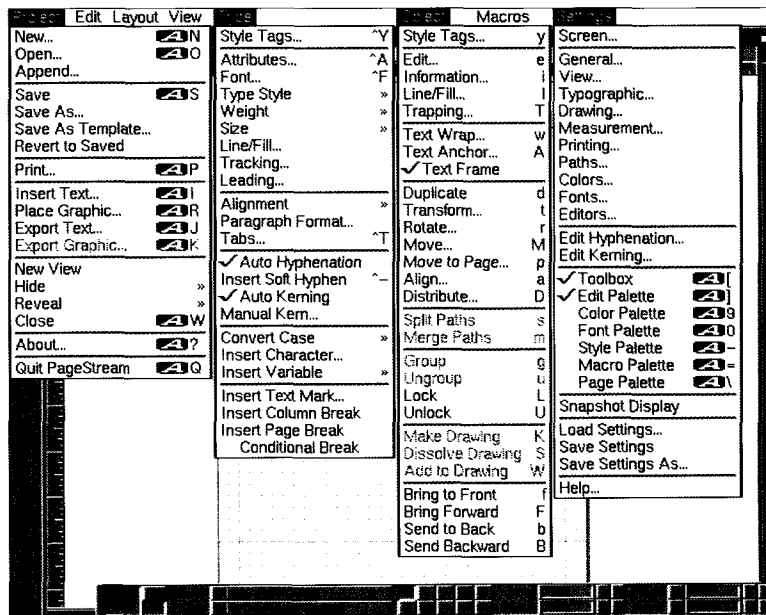 Project Edit Layout View Type Object Macros Settings
New... A N
Open... A O
Append...
Save A S
Save As...
Save As Template...
Revert to Saved
Print... A P
Insert Text... A I
Place Graphic... A R
Export Text... A J
Export Graphic... A K
New View
Hide »
Reveal »
Close A W
About... A ?
Quit PageStream A Q
Style Tags... ^Y
Attributes... ^A
Font... ^F
Type Style »
Weight »
Size »
Line/Fill...
Tracking...
Leading...
Alignment »
Paragraph Format...
Tabs... ^T
✓ Auto Hyphenation
Insert Soft Hyphen ^-
✓ Auto Kerning
Manual Kern...
Convert Case »
Insert Character...
Insert Variable »
Insert Text Mark...
Insert Column Break
Insert Page Break
Conditional Break
Style Tags... y
Edit... e
Information... i
Line/Fill... l
Trapping... T
Text Wrap... w
Text Anchor... A
✓ Text Frame
Duplicate d
Transform... t
Rotate... r
Move... M
Move to Page... p
Align... a
Distribute... D
Split Paths s
Merge Paths m
Group g
Ungroup u
Lock L
Unlock U
Make Drawing K
Dissolve Drawing S
Add to Drawing W
Bring to Front f
Bring Forward F
Send to Back b
Send Backward B
Screen...
General...
View...
Typographic...
Drawing...
Measurement...
Printing...
Paths...
Colors...
Fonts...
Editors...
Edit Hyphenation...
Edit Kerning...
✓ Toolbox A [
✓ Edit Palette A ]
Color Palette A 9
Font Palette A 0
Style Palette A -
Macro Palette A =
Page Palette A \
Snapshot Display
Load Settings...
Save Settings
Save Settings As...
Help...